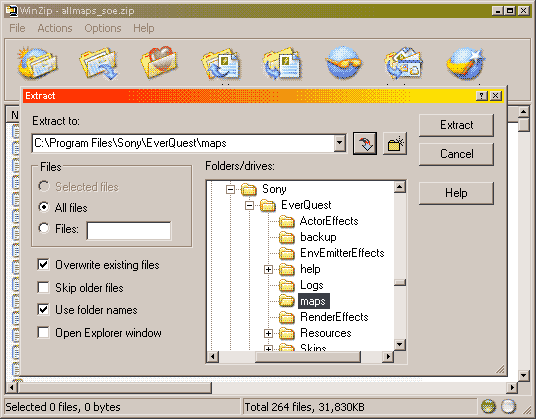 WinZip - allmaps_soe.zip
File Actions Options Help
N
Extract
Extract to:
C:\Program Files\Sony\EverQuest\maps
Extract
Cancel
Help
Files
Selected files
All files
Files:
Overwrite existing files
Skip older files
Use folder names
Open Explorer window
Folders/drives:
Sony
EverQuest
ActorEffects
backup
EnvEmitterEffects
help
Logs
maps
RenderEffects
Resources
Skins
Selected 0 files, 0 bytes
Total 264 files, 31,830KB